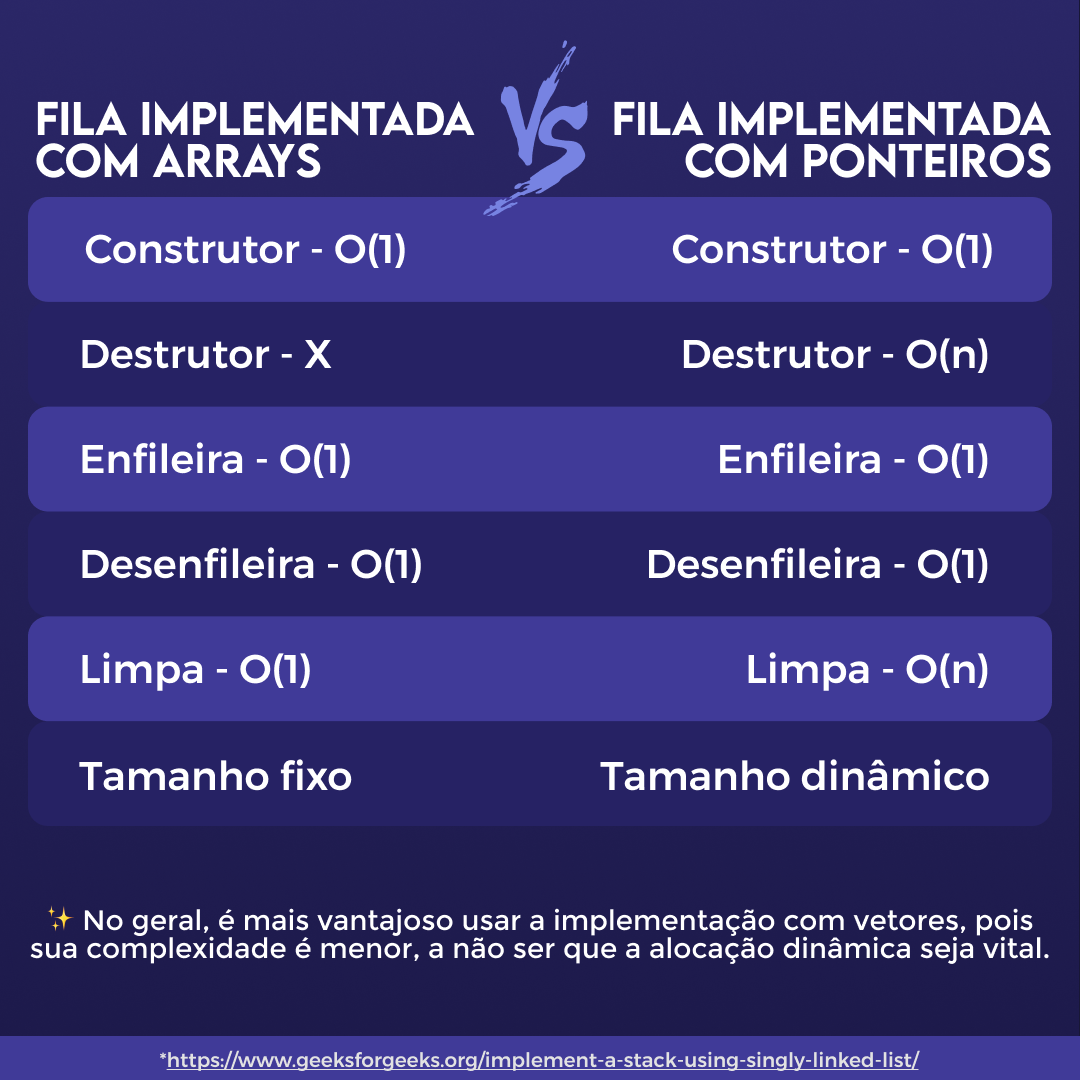 FILA IMPLEMENTADA
COM ARRAYS
VS
FILA IMPLEMENTADA
COM PONTEIROS
Construtor - O(1)
Construtor - O(1)
Destrutor - X
Destrutor - O(n)
Enfileira - O(1)
Enfileira - O(1)
Desenfileira - O(1)
Desenfileira - O(1)
Limpa - O(1)
Limpa - O(n)
Tamanho fixo
Tamanho dinâmico
✨ No geral, é mais vantajoso usar a implementação com vetores, pois
sua complexidade é menor, a não ser que a alocação dinâmica seja vital.
*https://www.geeksforgeeks.org/implement-a-stack-using-singly-linked-list/